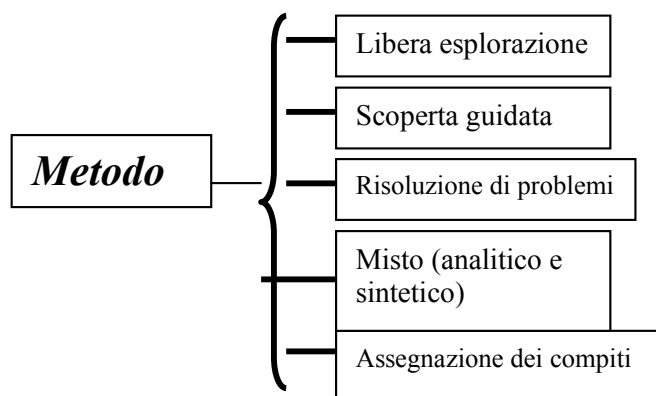 Libera esplorazione
Scoperta guidata
Metodo
Risoluzione di problemi
Misto (analitico e
sintetico)
Assegnazione dei compiti